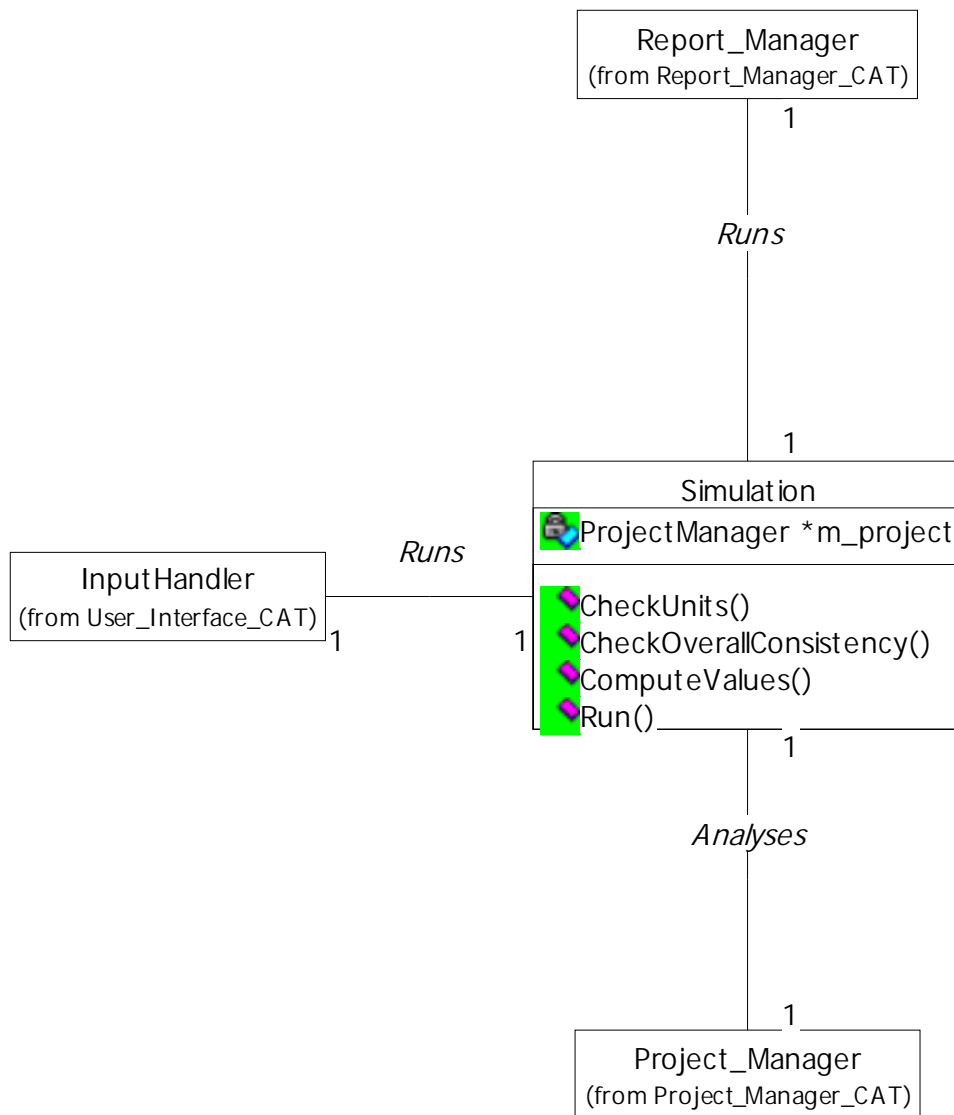 Report_Manager
(from Report_Manager_CAT)
1
Runs
1
Simulation
ProjectManager *m_project
Runs
InputHandler
(from User_Interface_CAT)
1
1
CheckUnits()
CheckOverallConsistency()
ComputeValues()
Run()
1
Analyses
1
Project_Manager
(from Project_Manager_CAT)